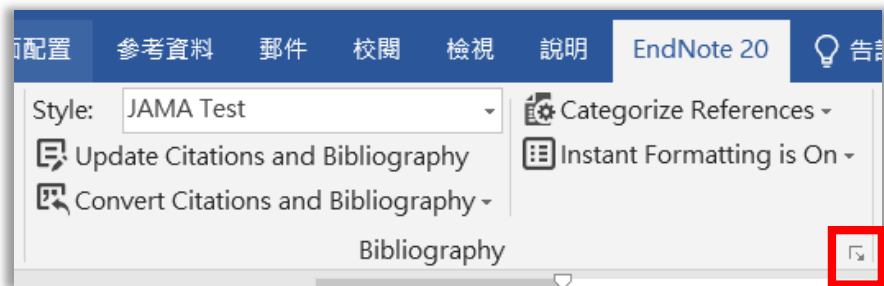 面配置 參考資料 郵件 校閱 檢視 說明 EndNote 20 告訴
Style: JAMA Test Categorize References
Update Citations and Bibliography Instant Formatting is On
Convert Citations and Bibliography
Bibliography